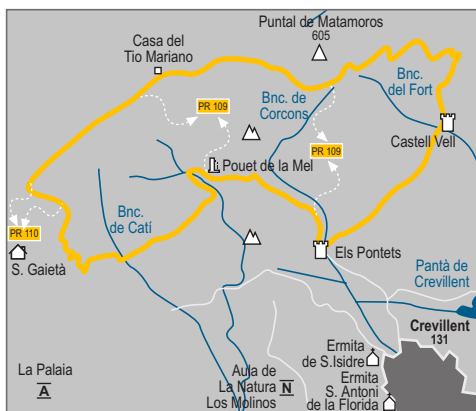 Puntal de Matamoros
605
Casa del
Tio Mariano
PR 109
Bnc. de
Corcons
Bnc.
del Fort
Castell Vell
PR 109
Pouet de la Mel
Bnc.
de Catí
PR 110
S. Gaietà
Els Pontets
Pantà de
Crevillent
Crevillent
131
Ermita
de S.Isidre
La Palaia
A
Aula de
La Natura
Los Molinos
N
Ermita
S. Antoni
de la Florida